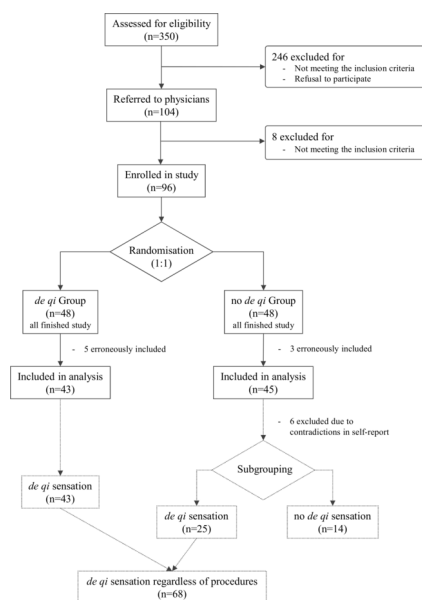 Assessed for eligibility
(n=350)
246 excluded for
- Not meeting the inclusion criteria
- Refusal to participate
Referred to physicians
(n=104)
8 excluded for
- Not meeting the inclusion criteria
Enrolled in study
(n=96)
Randomisation
(1:1)
de qi Group
(n=48)
all finished study
no de qi Group
(n=48)
all finished study
- 5 erroneously included
- 3 erroneously included
Included in analysis
(n=43)
Included in analysis
(n=45)
- 6 excluded due to
contradictions in self-report
Subgrouping
de qi sensation
(n=43)
de qi sensation
(n=25)
no de qi sensation
(n=14)
de qi sensation regardless of procedures
(n=68)